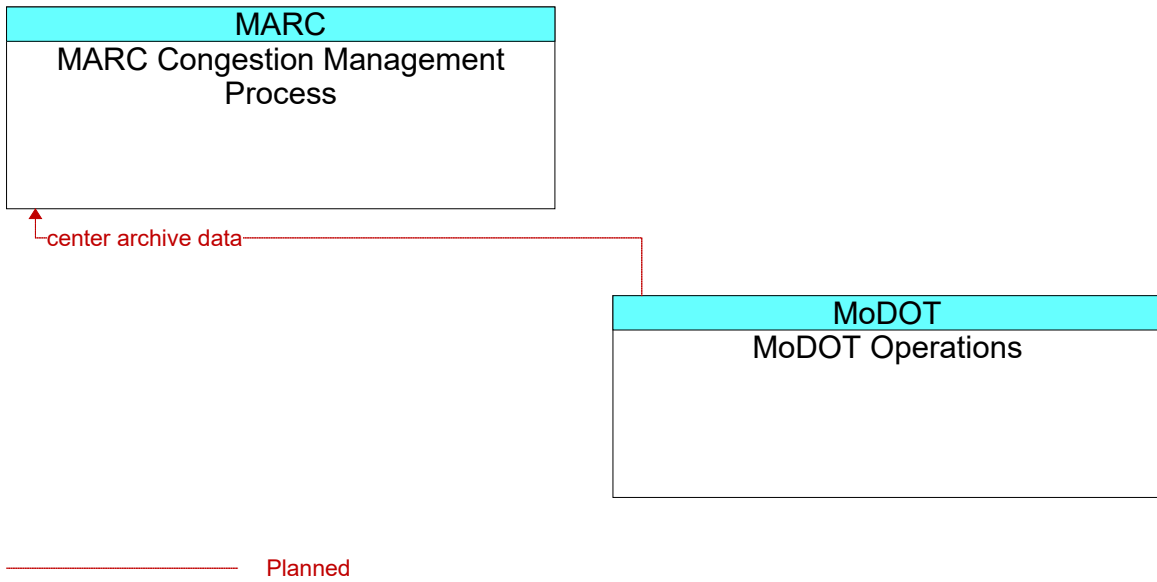 MARC
MARC Congestion Management
Process
center archive data
MoDOT
MoDOT Operations
Planned